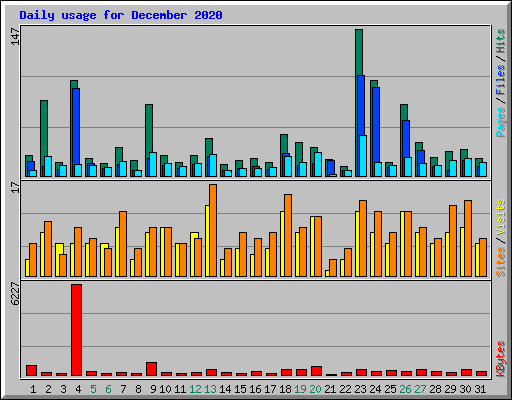 Daily usage for December 2020
147
17
6227
Pages / Files / Hits
Sites / Visits
KBytes
1 2 3 4 5 6 7 8 9 10 11 12 13 14 15 16 17 18 19 20 21 22 23 24 25 26 27 28 29 30 31